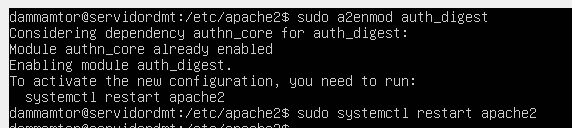 dammamtor@servidordmt:/etc/apache2$ sudo a2enmod auth_digest
Considering dependency authn_core for auth_digest:
Module authn_core already enabled
Enabling module auth_digest.
To activate the new configuration, you need to run:
  systemctl restart apache2
dammamtor@servidordmt:/etc/apache2$ sudo systemctl restart apache2
dammamtor@servidordmt:/etc/apache2$